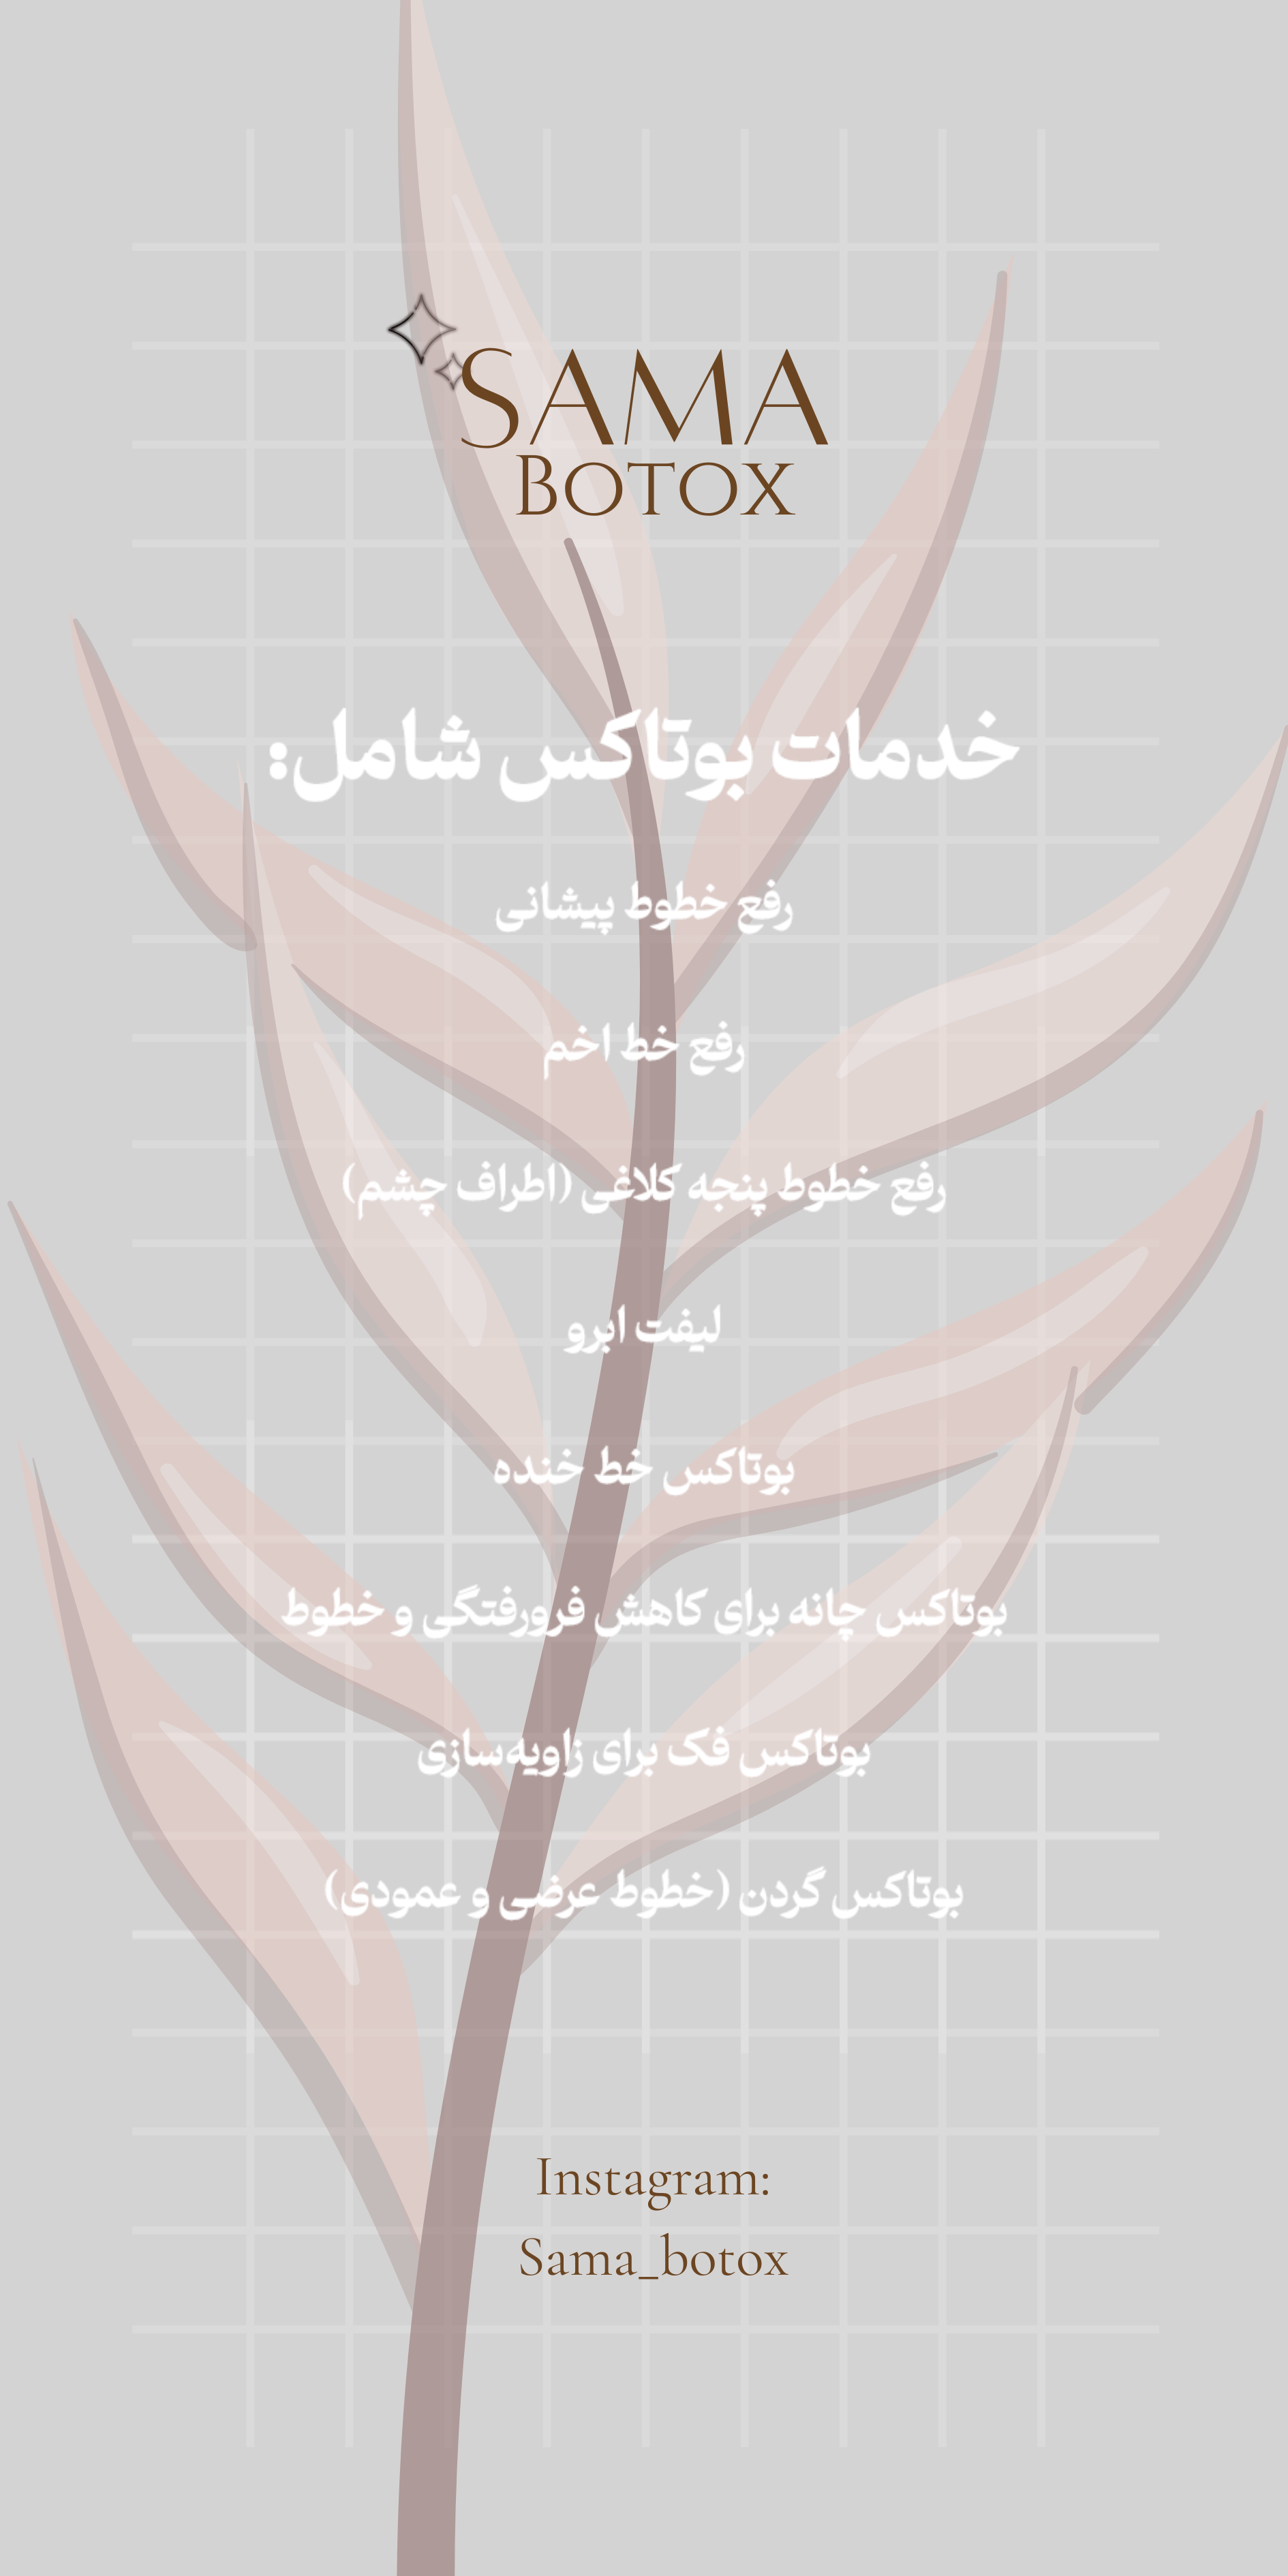 SAMA
BOTOX
خدمات بوتاکس شامل:
رفع خطوط پیشانی
رفع خط اخم
رفع خطوط پنجه کلاغی (اطراف چشم)
لیفت ابرو
بوتاکس خط خنده
بوتاکس چانه برای کاهش فرورفتگی و خطوط
بوتاکس فک برای زاویه‌سازی
بوتاکس گردن (خطوط عرضی و عمودی)
Instagram:
Sama_botox